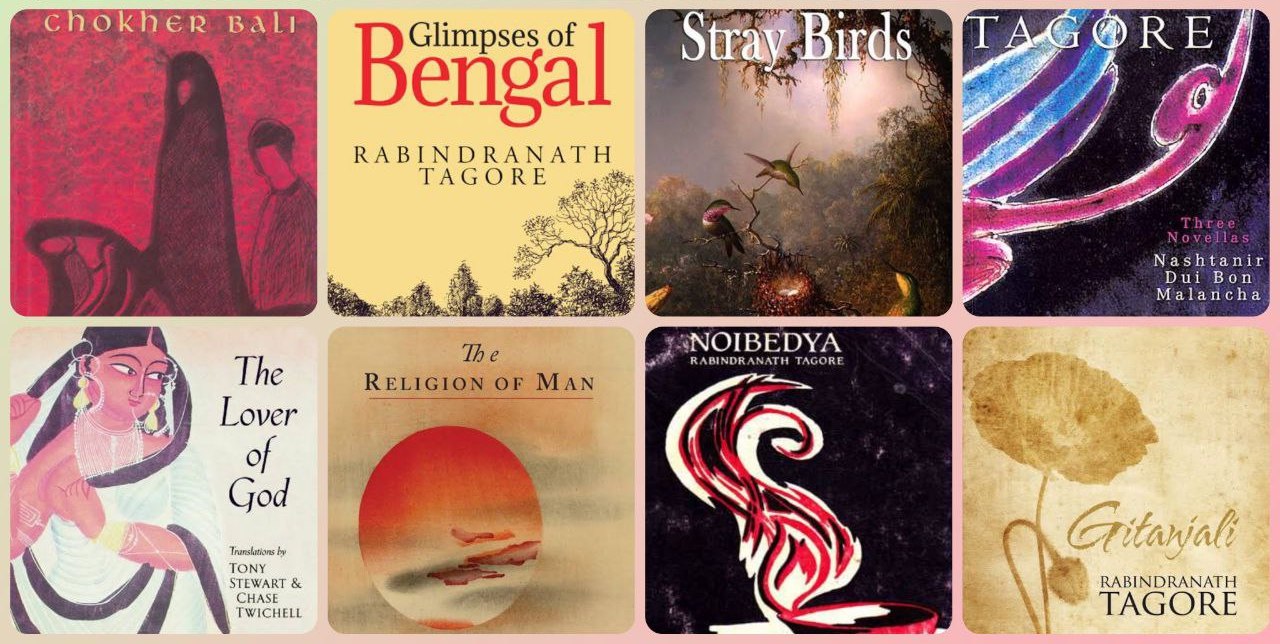 CHOKHER BALI
Glimpses of
Bengal
RABINDRANATH
TAGORE
Stray Birds
TAGORE
Three
Novellas
Nashtanir
Dui Bon
Malancha
The
Lover
of
God
Translations by
TONY
STEWART &
CHASE
TWICHELL
The
RELIGION OF MAN
NOIBEDYA
RABINDRANATH TAGORE
Gitanjali
RABINDRANATH
TAGORE